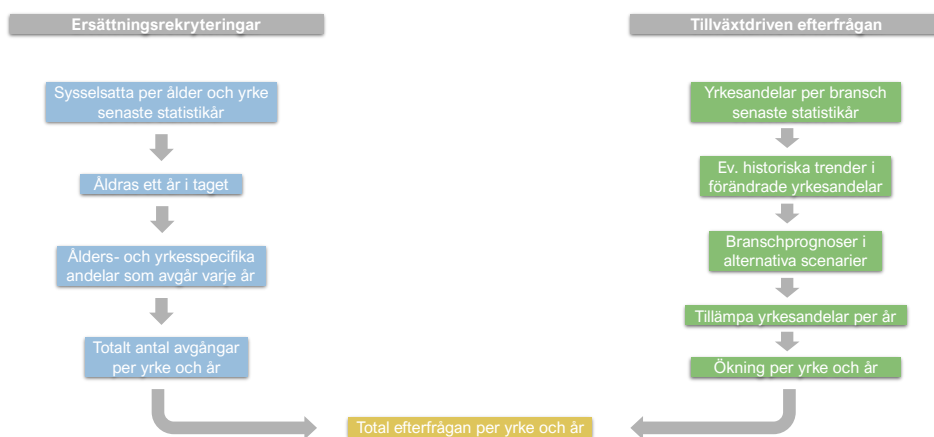 Ersättningsrekryteringar
Sysselsatta per ålder och yrke
senaste statistikår
Åldras ett år i taget
Ålders- och yrkesspecifika
andelar som avgår varje år
Totalt antal avgångar
per yrke och år
Tillväxtdriven efterfrågan
Yrkesandelar per bransch
senaste statistikår
Ev. historiska trender i
förändrade yrkesandelar
Branschprognoser i
alternativa scenarier
Tillämpa yrkesandelar per år
Ökning per yrke och år
Total efterfrågan per yrke och år